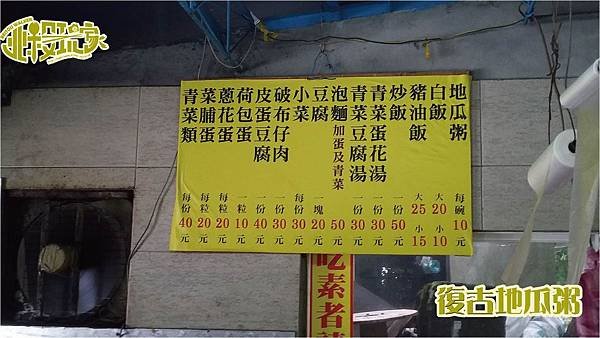 地瓜粥 每碗10元
白飯 大20 小10元
豬油飯 大25 小15
炒飯 一份50元
青菜蛋花湯 一份30元
青菜豆腐湯 一份30元
泡麵加蛋及青菜 50元
豆腐 一塊20元
小菜 每份30元
破布仔肉 一份30元
皮蛋豆腐 一份40元
荷包蛋 一粒10元
蔥花蛋 每粒20元
菜脯蛋 每粒20元
青菜類 每份40元
吃素者
復古地瓜粥